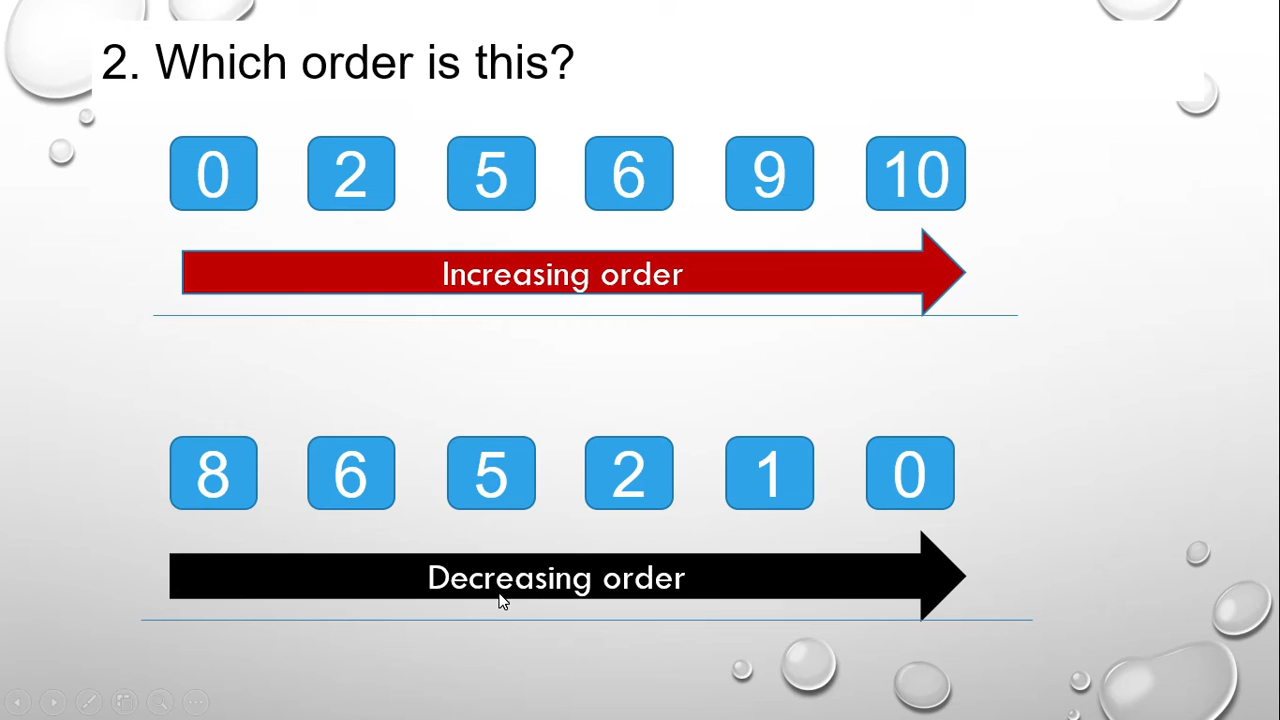 2. Which order is this?
0 2 5 6 9 10
Increasing order
8 6 5 2 1 0
Decreasing order